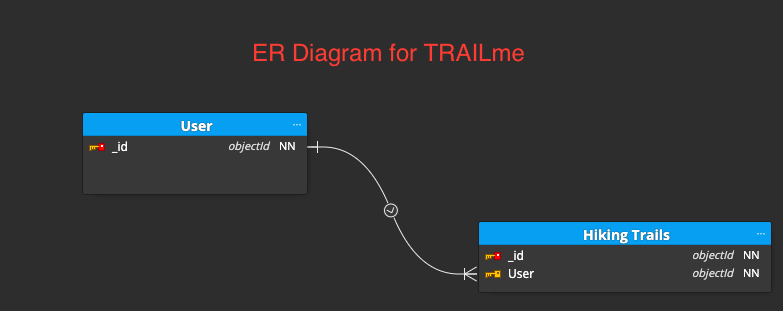 ER Diagram for TRAILme
User ...
_id objectId NN
Hiking Trails ...
_id objectId NN
User objectId NN